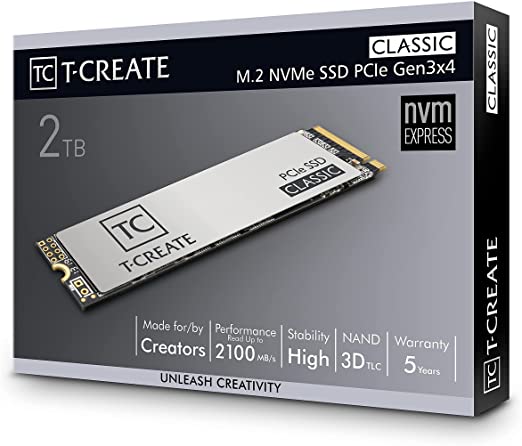 TC T·CREATE
CLASSIC
M.2 NVMe SSD PCIe Gen3x4
nvm
EXPRESS
2TB
PCIe SSD
CLASSIC
TC
T·CREATE
Made for/by
Creators
Performance
Read Up to
2100 MB/s
Stability
High
NAND
3D TLC
Warranty
5 Years
UNLEASH CREATIVITY
CLASSIC
TC T·CREATE